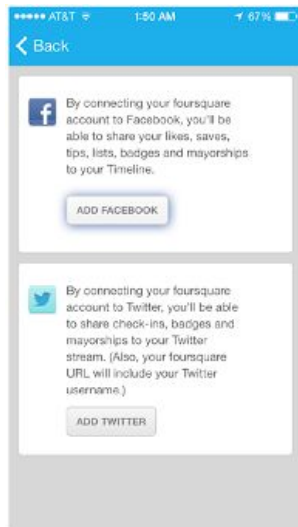 AT&T 1:50 AM 67%
Back
By connecting your foursquare
account to Facebook, you'll be
able to share your likes, saves,
tips, lists, badges and mayorships
to your Timeline.
ADD FACEBOOK
By connecting your foursquare
account to Twitter, you'll be able
to share check-ins, badges and
mayorships to your Twitter
stream. (Also, your foursquare
URL will include your Twitter
username.)
ADD TWITTER